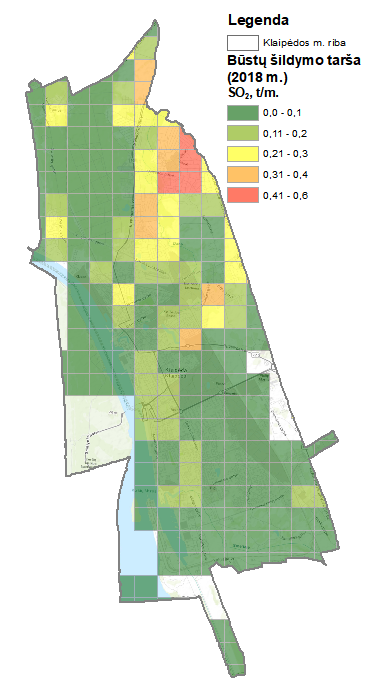 Legenda
Klaipėdos m. riba
Būstų šildymo tarša
(2018 m.)
SO₂, t/m.
0,0 - 0,1
0,11 - 0,2
0,21 - 0,3
0,31 - 0,4
0,41 - 0,6